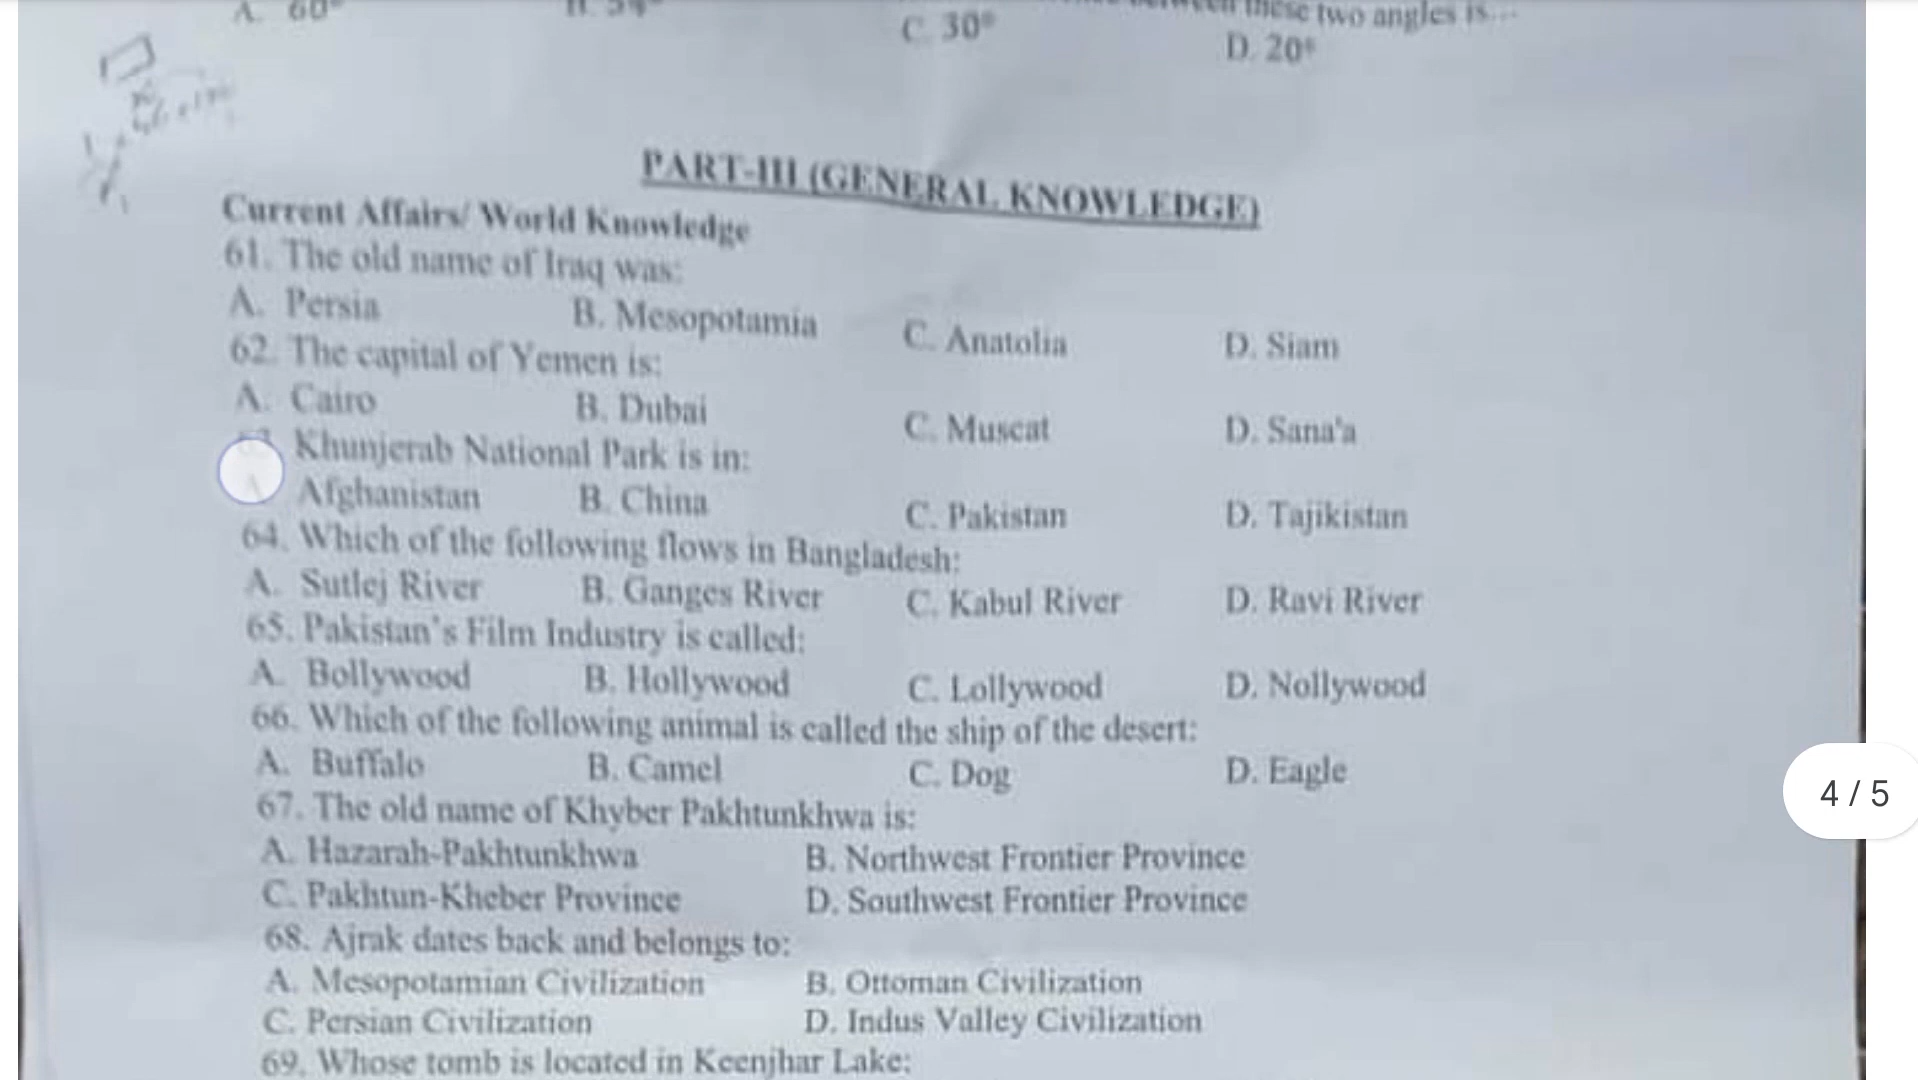 A. 60°
C. 30°
these two angles is...
D. 20°
PART-III (GENERAL KNOWLEDGE)
Current Affairs/ World Knowledge
61. The old name of Iraq was:
A. Persia B. Mesopotamia C. Anatolia D. Siam
62. The capital of Yemen is:
A. Cairo B. Dubai C. Muscat D. Sana'a
Khunjerab National Park is in:
Afghanistan B. China C. Pakistan D. Tajikistan
64. Which of the following flows in Bangladesh:
A. Sutlej River B. Ganges River C. Kabul River D. Ravi River
65. Pakistan's Film Industry is called:
A. Bollywood B. Hollywood C. Lollywood D. Nollywood
66. Which of the following animal is called the ship of the desert:
A. Buffalo B. Camel C. Dog D. Eagle
67. The old name of Khyber Pakhtunkhwa is:
A. Hazarah-Pakhtunkhwa B. Northwest Frontier Province
C. Pakhtun-Kheber Province D. Southwest Frontier Province
68. Ajrak dates back and belongs to:
A. Mesopotamian Civilization B. Ottoman Civilization
C. Persian Civilization D. Indus Valley Civilization
69. Whose tomb is located in Keenjhar Lake:
4 / 5